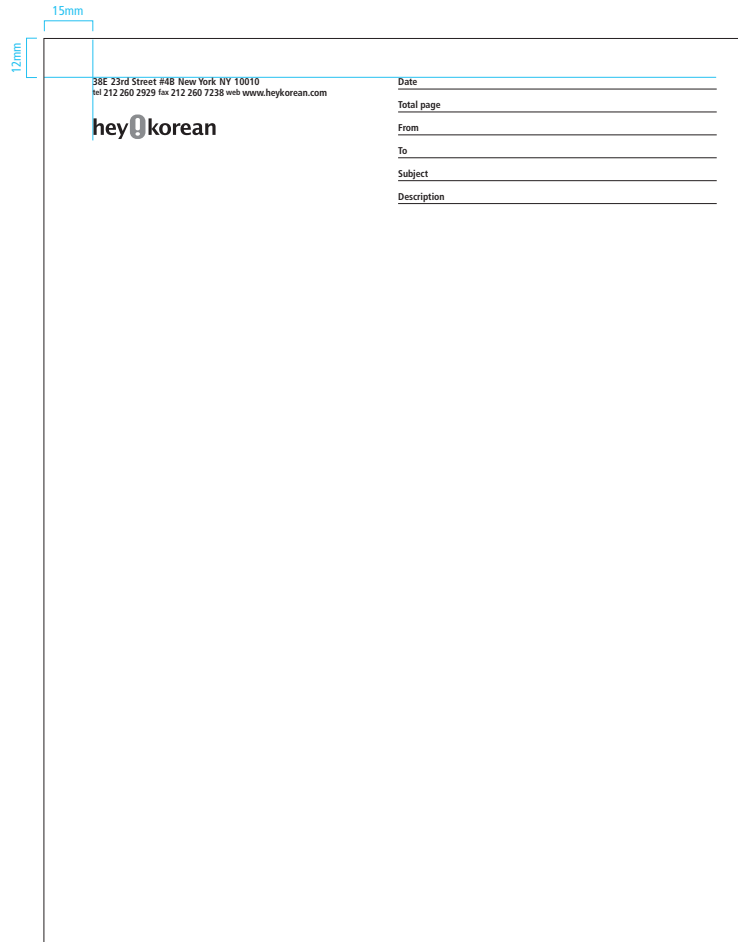 15mm
12mm
38E 23rd Street #4B New York NY 10010
tel 212 260 2929 fax 212 260 7238 web www.heykorean.com
hey!korean
Date
Total page
From
To
Subject
Description